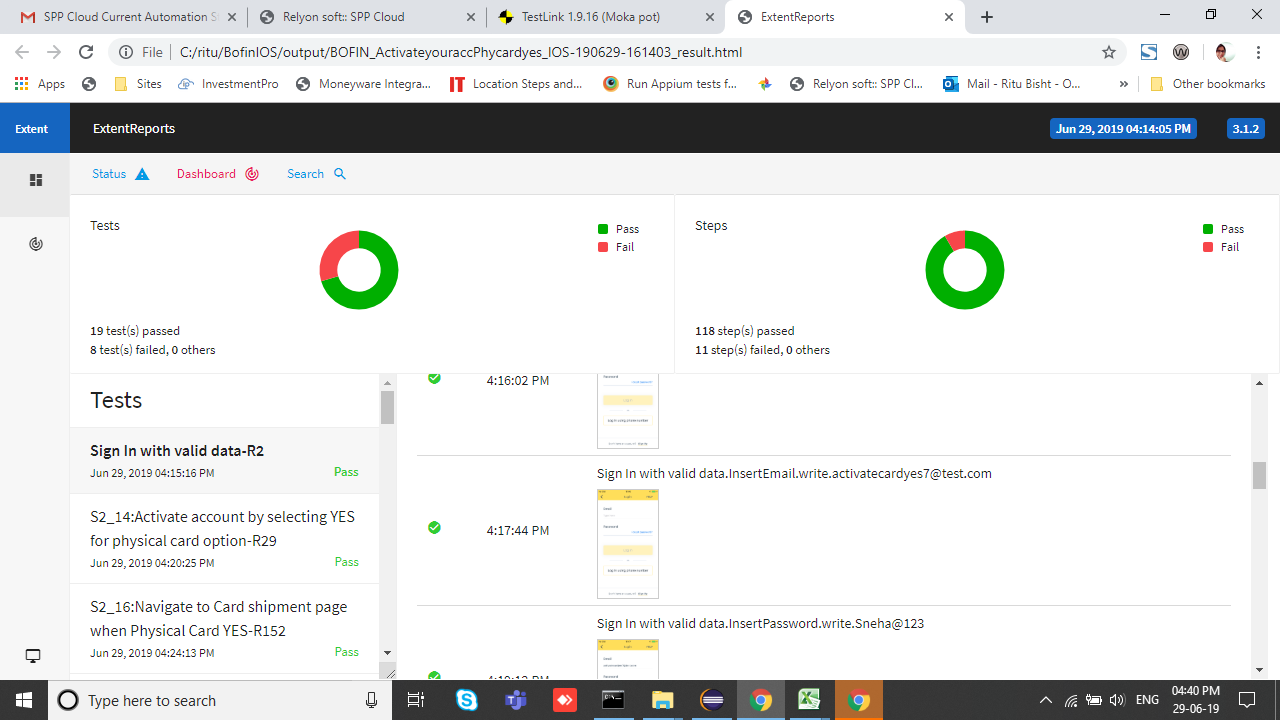 SPP Cloud Current Automation S
Relyon soft:: SPP Cloud
TestLink 1.9.16 (Moka pot)
ExtentReports
File
C:/ritu/BofinIOS/output/BOFIN_ActivateyouraccPhycardyes_IOS-190629-161403_result.html
Apps
Sites
InvestmentPro
Moneyware Integra...
Location Steps and...
Run Appium tests f...
Relyon soft:: SPP Cl...
Mail - Ritu Bisht - O...
»
Other bookmarks
Extent
ExtentReports
Jun 29, 2019 04:14:05 PM
3.1.2
Status
Dashboard
Search
Tests
Pass
Fail
19 test(s) passed
8 test(s) failed, 0 others
Steps
Pass
Fail
118 step(s) passed
11 step(s) failed, 0 others
Tests
Sign In with valid data-R2
Jun 29, 2019 04:15:16 PM
Pass
S2_14:Activate account by selecting YES
for physical card option-R29
Jun 29, 2019 04:20:08 PM
Pass
S2_16:Navigate to Card shipment page
when Physical Card YES-R152
Jun 29, 2019 04:24:13 PM
Pass
4:16:02 PM
Sign In with valid data.InsertEmail.write.activatecardyes7@test.com
4:17:44 PM
Sign In with valid data.InsertPassword.write.Sneha@123
Type here to search
ENG
04:40 PM
29-06-19